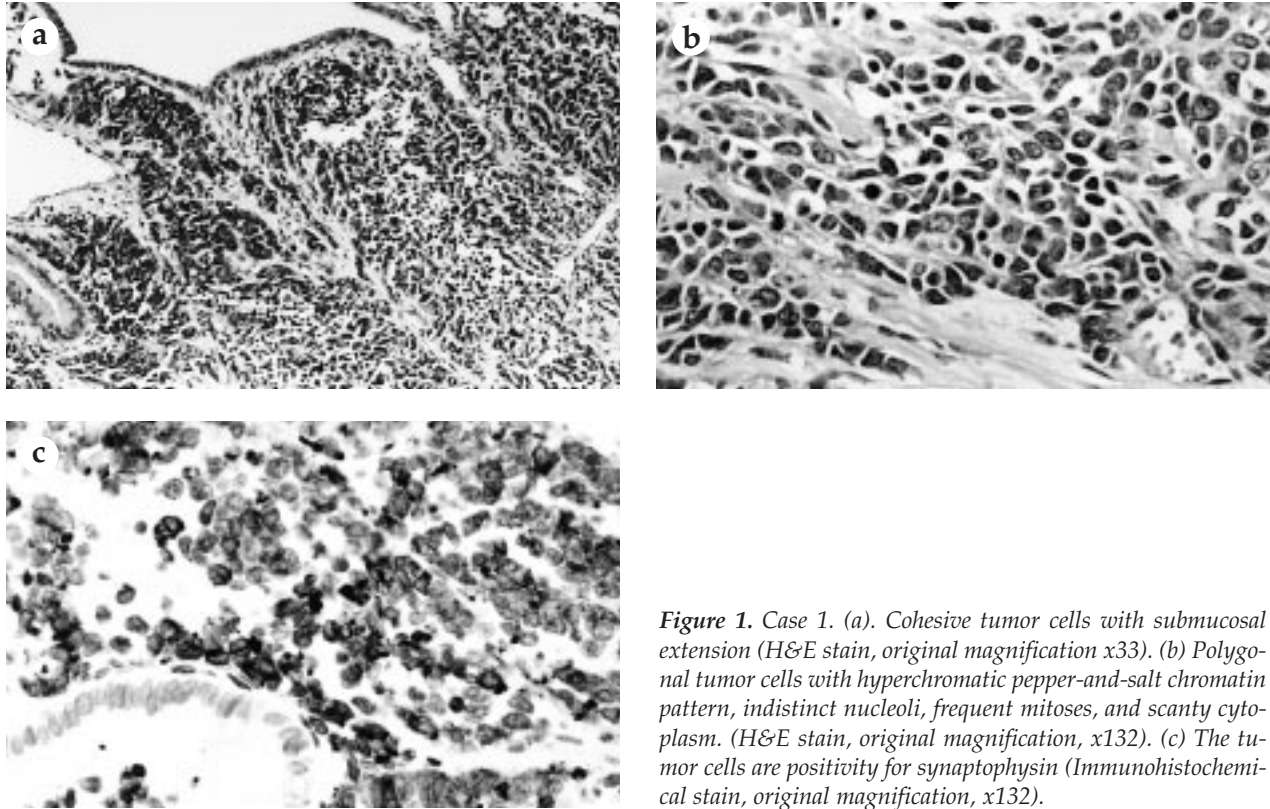 a
b
c
Figure 1. Case 1. (a). Cohesive tumor cells with submucosal
extension (H&E stain, original magnification x33). (b) Polygo-
nal tumor cells with hyperchromatic pepper-and-salt chromatin
pattern, indistinct nucleoli, frequent mitoses, and scanty cyto-
plasm. (H&E stain, original magnification, x132). (c) The tu-
mor cells are positivity for synaptophysin (Immunohistochemi-
cal stain, original magnification, x132).